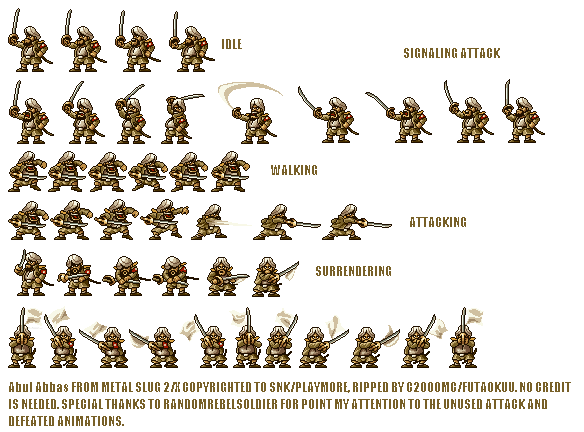 IDLE
SIGNALING ATTACK
WALKING
ATTACKING
SURRENDERING
Abul Abbas FROM METAL SLUG 2/X COPYRIGHTED TO SNK/PLAYMORE, RIPPED BY C2000MC/FUTAOKUU. NO CREDIT
IS NEEDED. SPECIAL THANKS TO RANDOMREBELSOLDIER FOR POINT MY ATTENTION TO THE UNUSED ATTACK AND
DEFEATED ANIMATIONS.